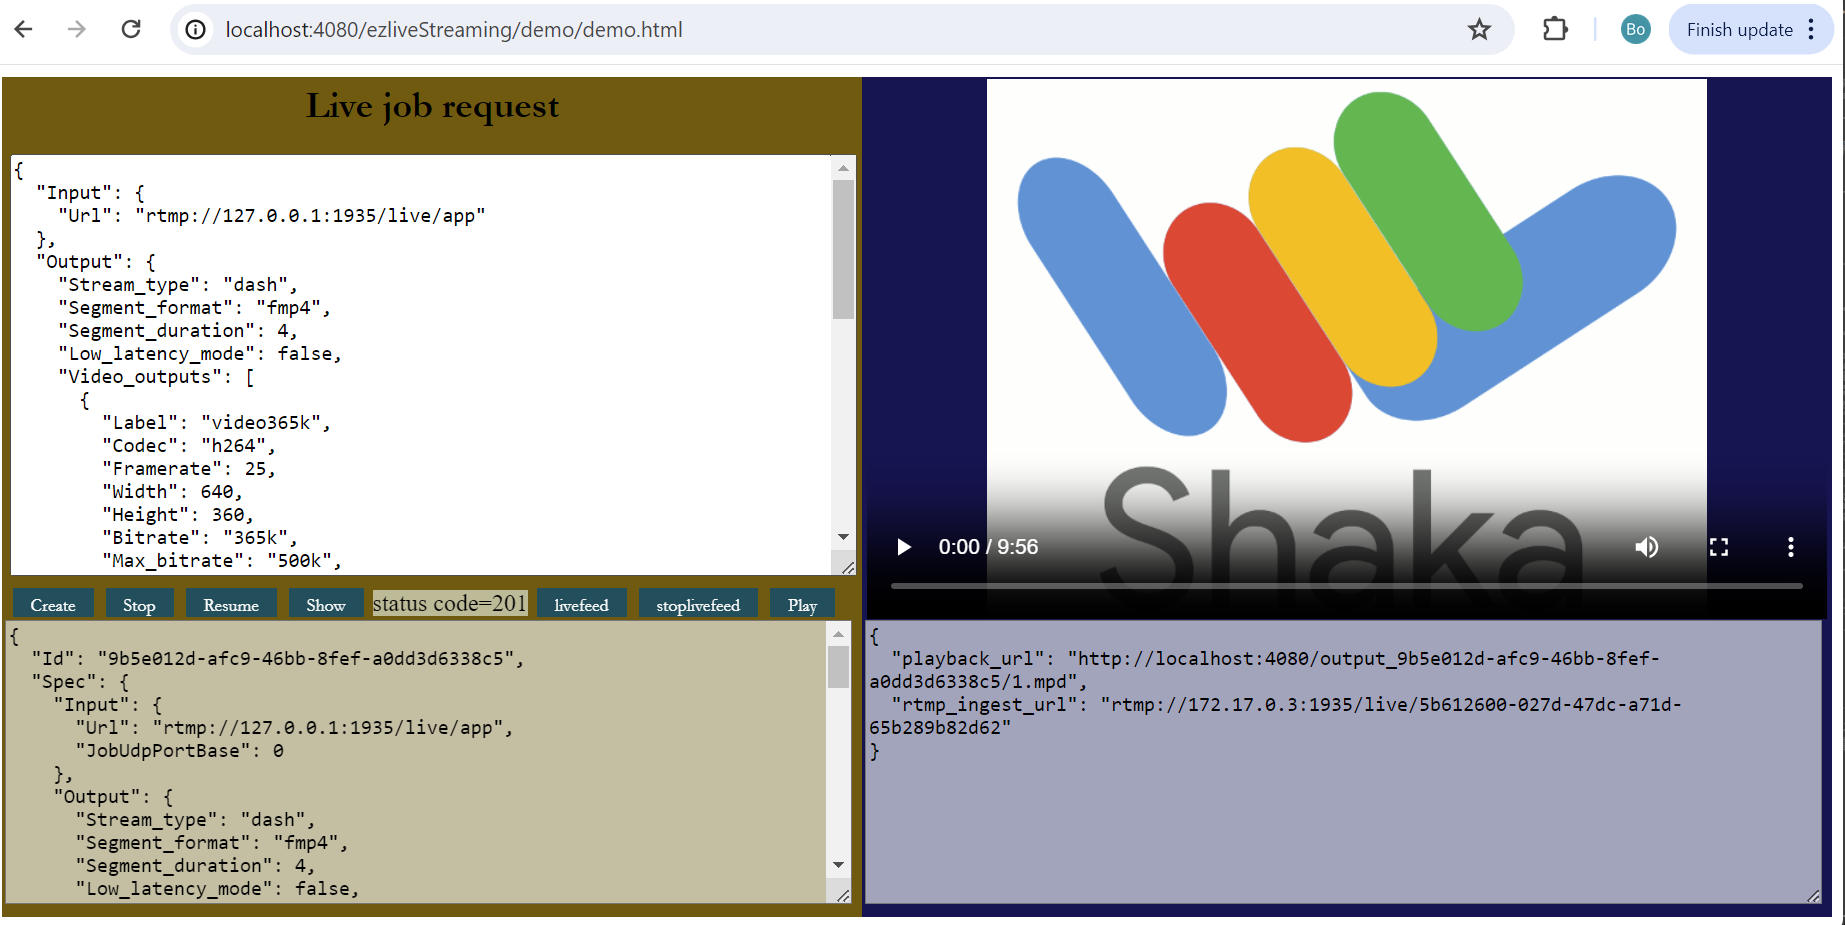 localhost:4080/ezliveStreaming/demo/demo.html
Bo
Finish update
Live job request
{
"Input": {
"Url": "rtmp://127.0.0.1:1935/live/app"
},
"Output": {
"Stream_type": "dash",
"Segment_format": "fmp4",
"Segment_duration": 4,
"Low_latency_mode": false,
"Video_outputs": [
{
"Label": "video365k",
"Codec": "h264",
"Framerate": 25,
"Width": 640,
"Height": 360,
"Bitrate": "365k",
"Max_bitrate": "500k",
Create
Stop
Resume
Show
status code=201
livefeed
stoplivefeed
Play
{
"Id": "9b5e012d-afc9-46bb-8fef-a0dd3d6338c5",
"Spec": {
"Input": {
"Url": "rtmp://127.0.0.1:1935/live/app",
"JobUdpPortBase": 0
},
"Output": {
"Stream_type": "dash",
"Segment_format": "fmp4",
"Segment_duration": 4,
"Low_latency_mode": false,
Shaka
0:00 / 9:56
{
"playback_url": "http://localhost:4080/output_9b5e012d-afc9-46bb-8fef-
a0dd3d6338c5/1.mpd",
"rtmp_ingest_url": "rtmp://172.17.0.3:1935/live/5b612600-027d-47dc-a71d-
65b289b82d62"
}